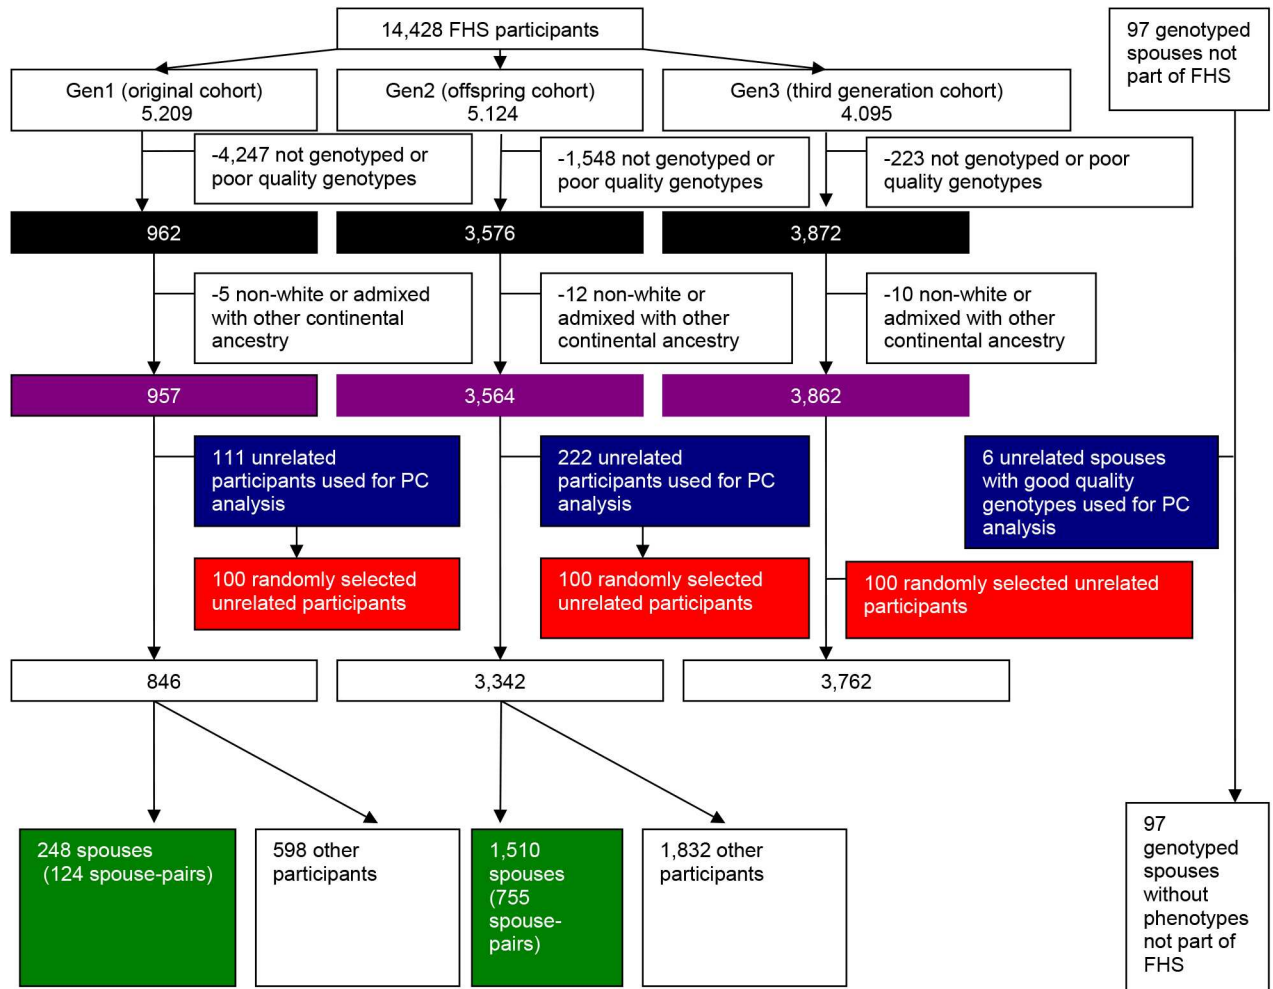 14,428 FHS participants
97 genotyped
spouses not
part of FHS
Gen1 (original cohort)
5,209
Gen2 (offspring cohort)
5,124
Gen3 (third generation cohort)
4,095
-4,247 not genotyped or
poor quality genotypes
-1,548 not genotyped or
poor quality genotypes
-223 not genotyped or poor
quality genotypes
962
3,576
3,872
-5 non-white or admixed
with other continental
ancestry
-12 non-white or
admixed with other
continental ancestry
-10 non-white or
admixed with other
continental ancestry
957
3,564
3,862
111 unrelated
participants used for PC
analysis
222 unrelated
participants used for PC
analysis
6 unrelated spouses
with good quality
genotypes used for PC
analysis
100 randomly selected
unrelated participants
100 randomly selected
unrelated participants
100 randomly selected unrelated
participants
846
3,342
3,762
248 spouses
(124 spouse-pairs)
598 other
participants
1,510
spouses
(755
spouse-
pairs)
1,832 other
participants
97
genotyped
spouses
without
phenotypes
not part of
FHS